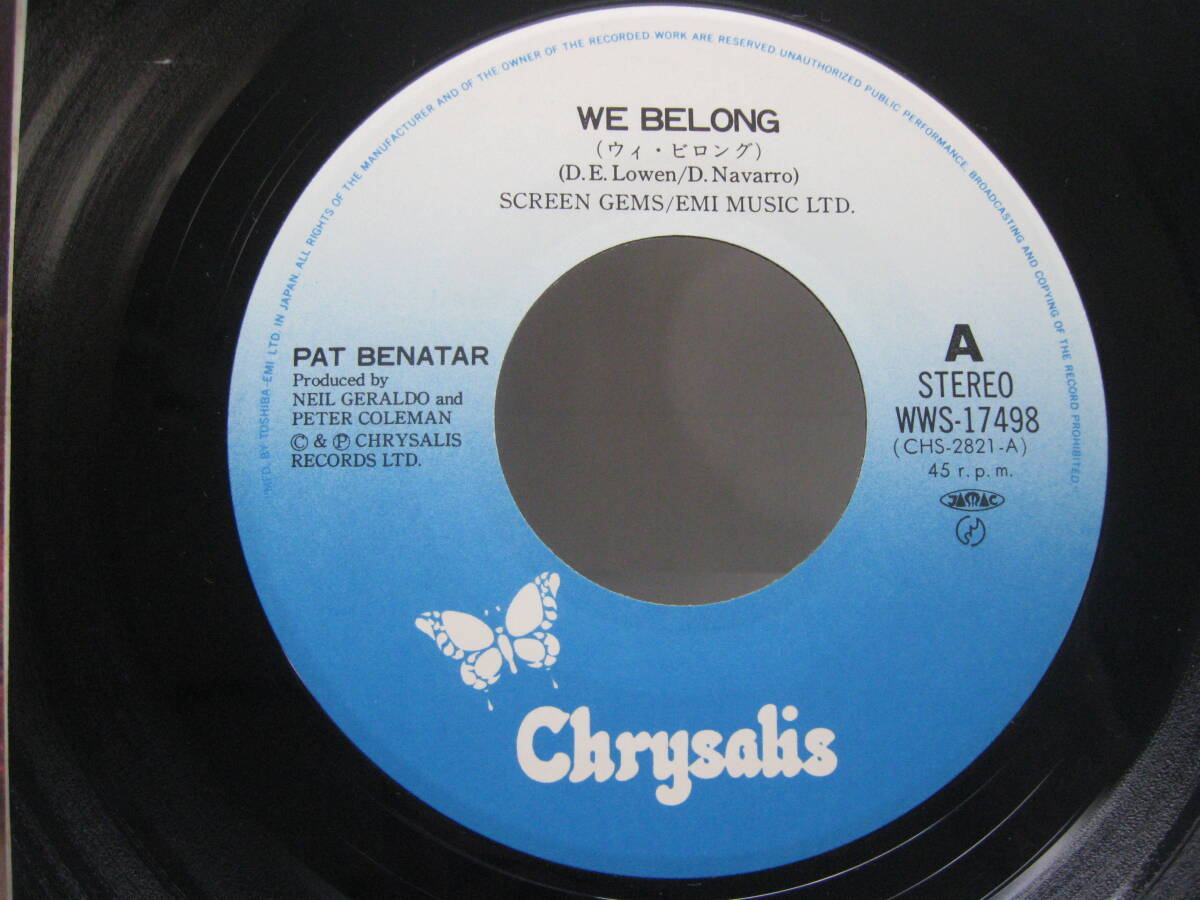 "MFD. BY TOSHIBA-EMI LTD. IN JAPAN. ALL RIGHTS OF THE MANUFACTURER AND OF THE OWNER OF THE RECORDED WORK ARE RESERVED. UNAUTHORIZED PUBLIC PERFORMANCE. BROADCASTING AND COPYING OF THE RECORD PROHIBITED."
WE BELONG
(ウィ・ビロング)
(D.E.Lowen/D.Navarro)
SCREEN GEMS/EMI MUSIC LTD.
PAT BENATAR
Produced by
NEIL GERALDO and
PETER COLEMAN
Ⓒ & Ⓟ CHRYSALIS
RECORDS LTD.
A
STEREO
WWS-17498
(CHS-2821-A)
45 r.p.m.
JASRAC
Chrysalis